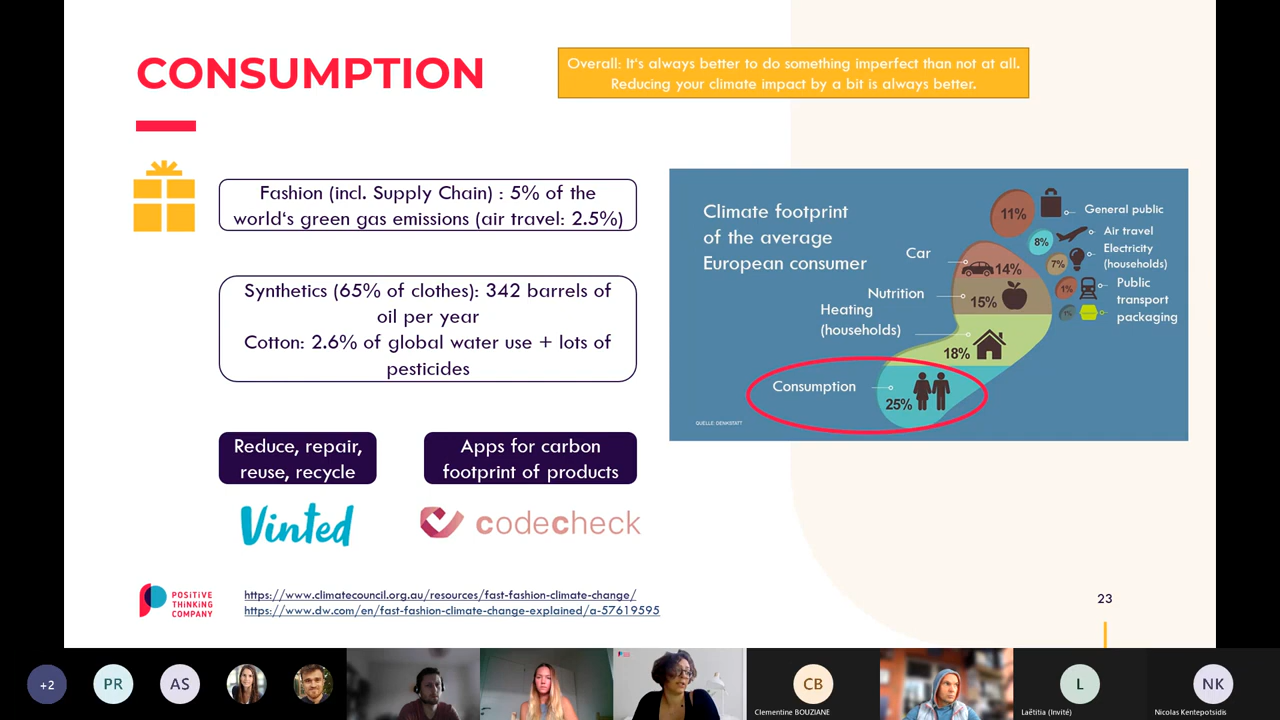 CONSUMPTION
Overall: It's always better to do something imperfect than not at all.
Reducing your climate impact by a bit is always better.
Fashion (incl. Supply Chain) : 5% of the
world‘s green gas emissions (air travel: 2.5%)
Synthetics (65% of clothes): 342 barrels of
oil per year
Cotton: 2.6% of global water use + lots of
pesticides
Reduce, repair,
reuse, recycle
Apps for carbon
footprint of products
Vinted
codecheck
Climate footprint
of the average
European consumer
11%
General public
8%
Air travel
7%
Electricity
(households)
1%
Public
transport
packaging
1%
Car
14%
Nutrition
15%
Heating
(households)
18%
Consumption
25%
QUELLE: DENKSTATT
POSITIVE
THINKING
COMPANY
https://www.climatecouncil.org.au/resources/fast-fashion-climate-change/
https://www.dw.com/en/fast-fashion-climate-change-explained/a-57619595
23
+2
PR
AS
CB
Clementine BOUZIANE
L
Laëtitia (Invité)
NK
Nicolas Kentepotsidis